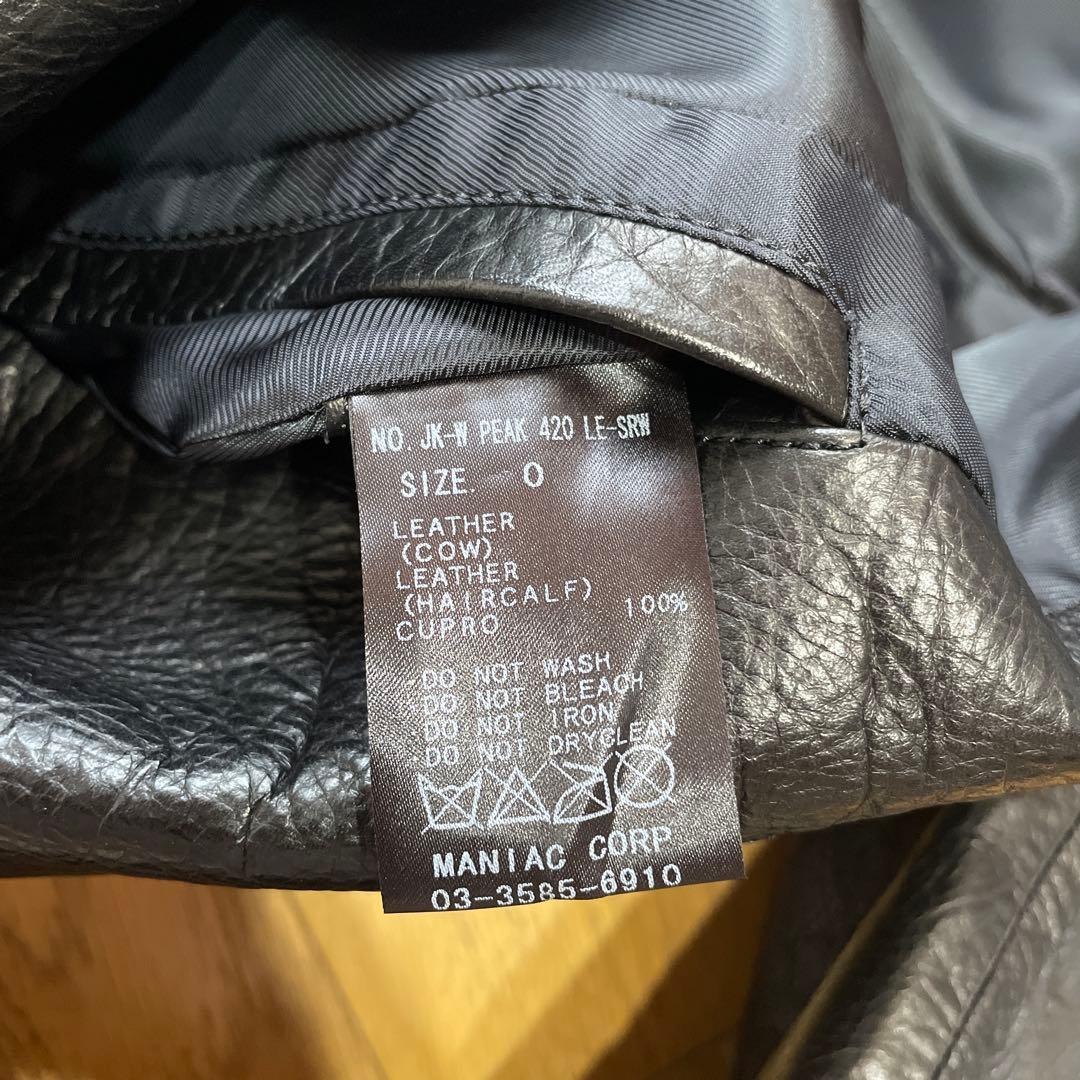 NO. JK-W PEAK 420 LE-SRW
SIZE. 0
LEATHER
(COW)
LEATHER
(HAIRCALF)
CUPRO 100%
DO NOT WASH
DO NOT BLEACH
DO NOT IRON
DO NOT DRYCLEAN
MANIAC CORP
03-3585-6910